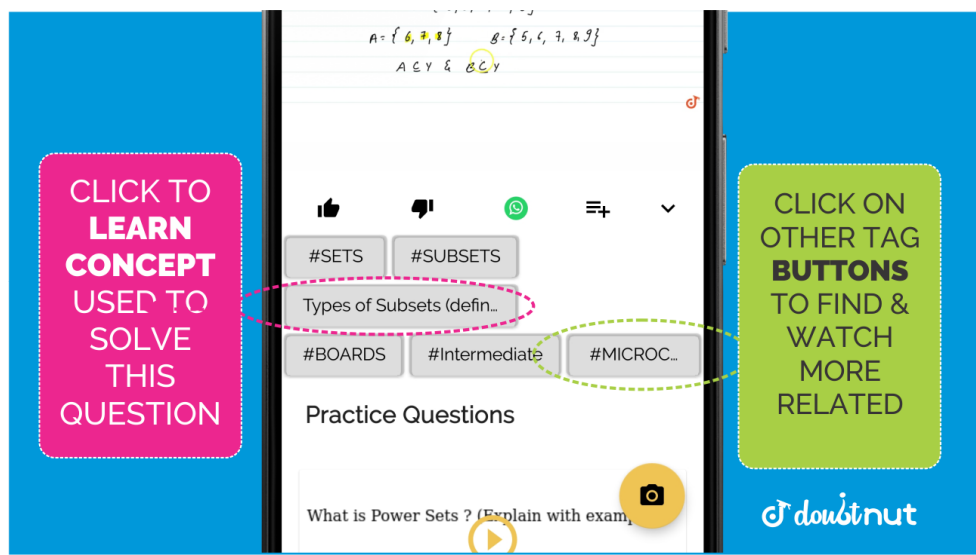 A = { 6, 7, 8 } B = { 5, 6, 7, 8, 9 }
A ⊆ Y & B ⊆ Y
CLICK TO
LEARN
CONCEPT
USED TO
SOLVE
THIS
QUESTION
#SETS #SUBSETS
Types of Subsets (defin...
#BOARDS #Intermediate #MICROC...
Practice Questions
What is Power Sets ? (Explain with exam
CLICK ON
OTHER TAG
BUTTONS
TO FIND &
WATCH
MORE
RELATED
doubtnut